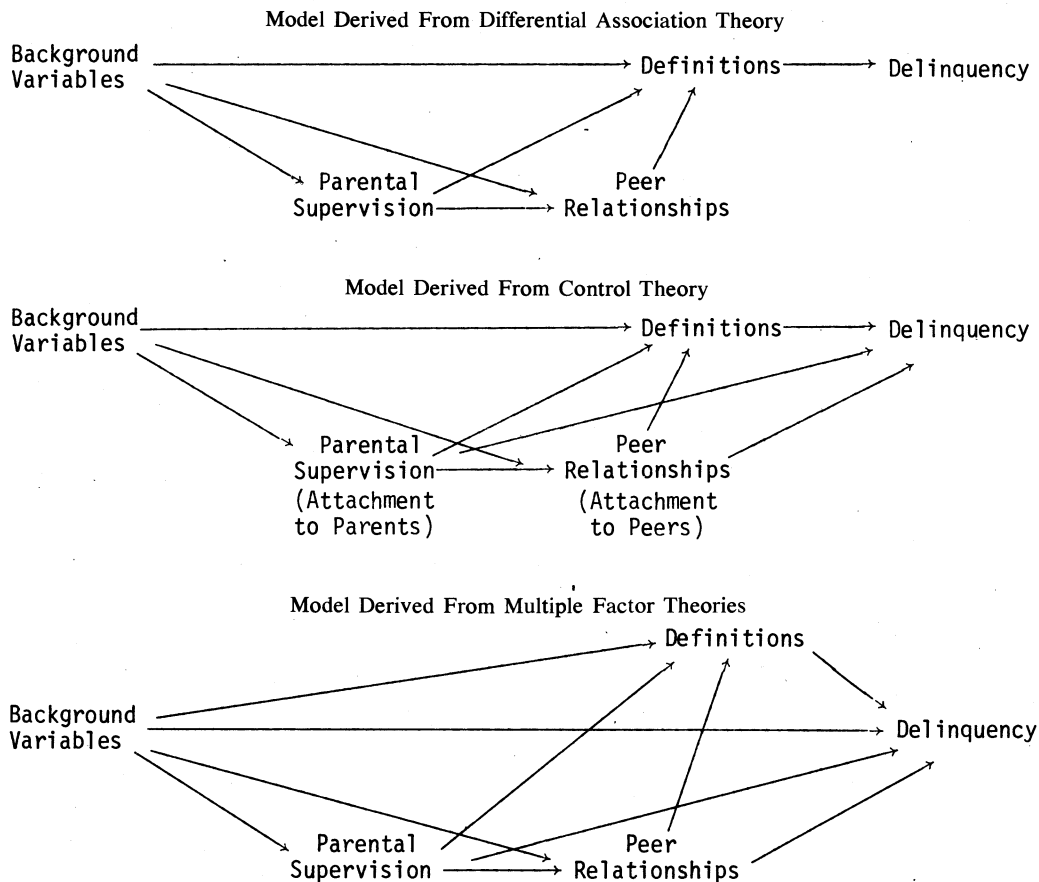 Model Derived From Differential Association Theory
Background
Variables
Definitions
Delinquency
Parental
Supervision
Peer
Relationships
Model Derived From Control Theory
Background
Variables
Definitions
Delinquency
Parental
Supervision
(Attachment
to Parents)
Peer
Relationships
(Attachment
to Peers)
Model Derived From Multiple Factor Theories
Definitions
Background
Variables
Delinquency
Parental
Supervision
Peer
Relationships